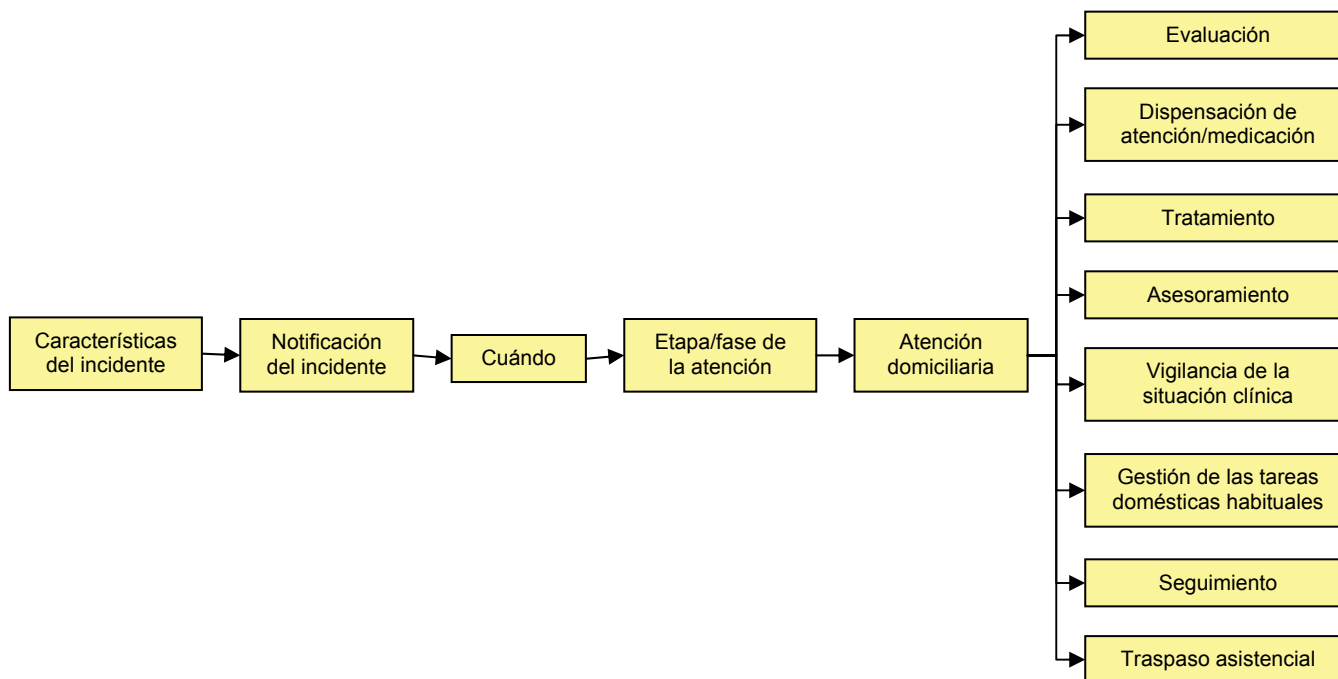 Características
del incidente
Notificación
del incidente
Cuándo
Etapa/fase de
la atención
Atención
domiciliaria
Evaluación
Dispensación de
atención/medicación
Tratamiento
Asesoramiento
Vigilancia de la
situación clínica
Gestión de las tareas
domésticas habituales
Seguimiento
Traspaso asistencial